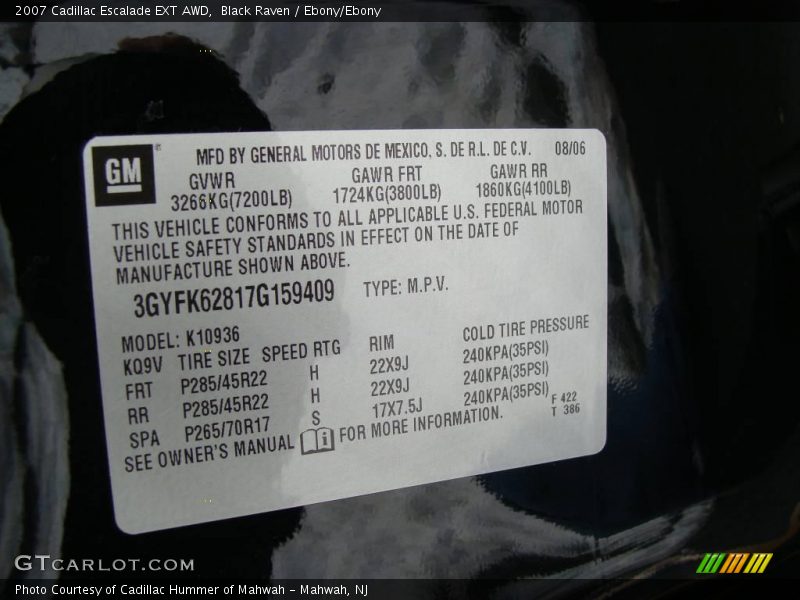 2007 Cadillac Escalade EXT AWD, Black Raven / Ebony/Ebony
GM MFD BY GENERAL MOTORS DE MEXICO, S. DE R.L. DE C.V. 08/06
GVWR GAWR FRT GAWR RR
3266KG(7200LB) 1724KG(3800LB) 1860KG(4100LB)
THIS VEHICLE CONFORMS TO ALL APPLICABLE U.S. FEDERAL MOTOR
VEHICLE SAFETY STANDARDS IN EFFECT ON THE DATE OF
MANUFACTURE SHOWN ABOVE.
3GYFK62817G159409 TYPE: M.P.V.
MODEL: K10936
KQ9V TIRE SIZE SPEED RTG RIM COLD TIRE PRESSURE
FRT P285/45R22 H 22X9J 240KPA(35PSI)
RR P285/45R22 H 22X9J 240KPA(35PSI)
SPA P265/70R17 S 17X7.5J 240KPA(35PSI)
SEE OWNER'S MANUAL FOR MORE INFORMATION.
F 422
T 386
GTCARLOT.COM
Photo Courtesy of Cadillac Hummer of Mahwah - Mahwah, NJ